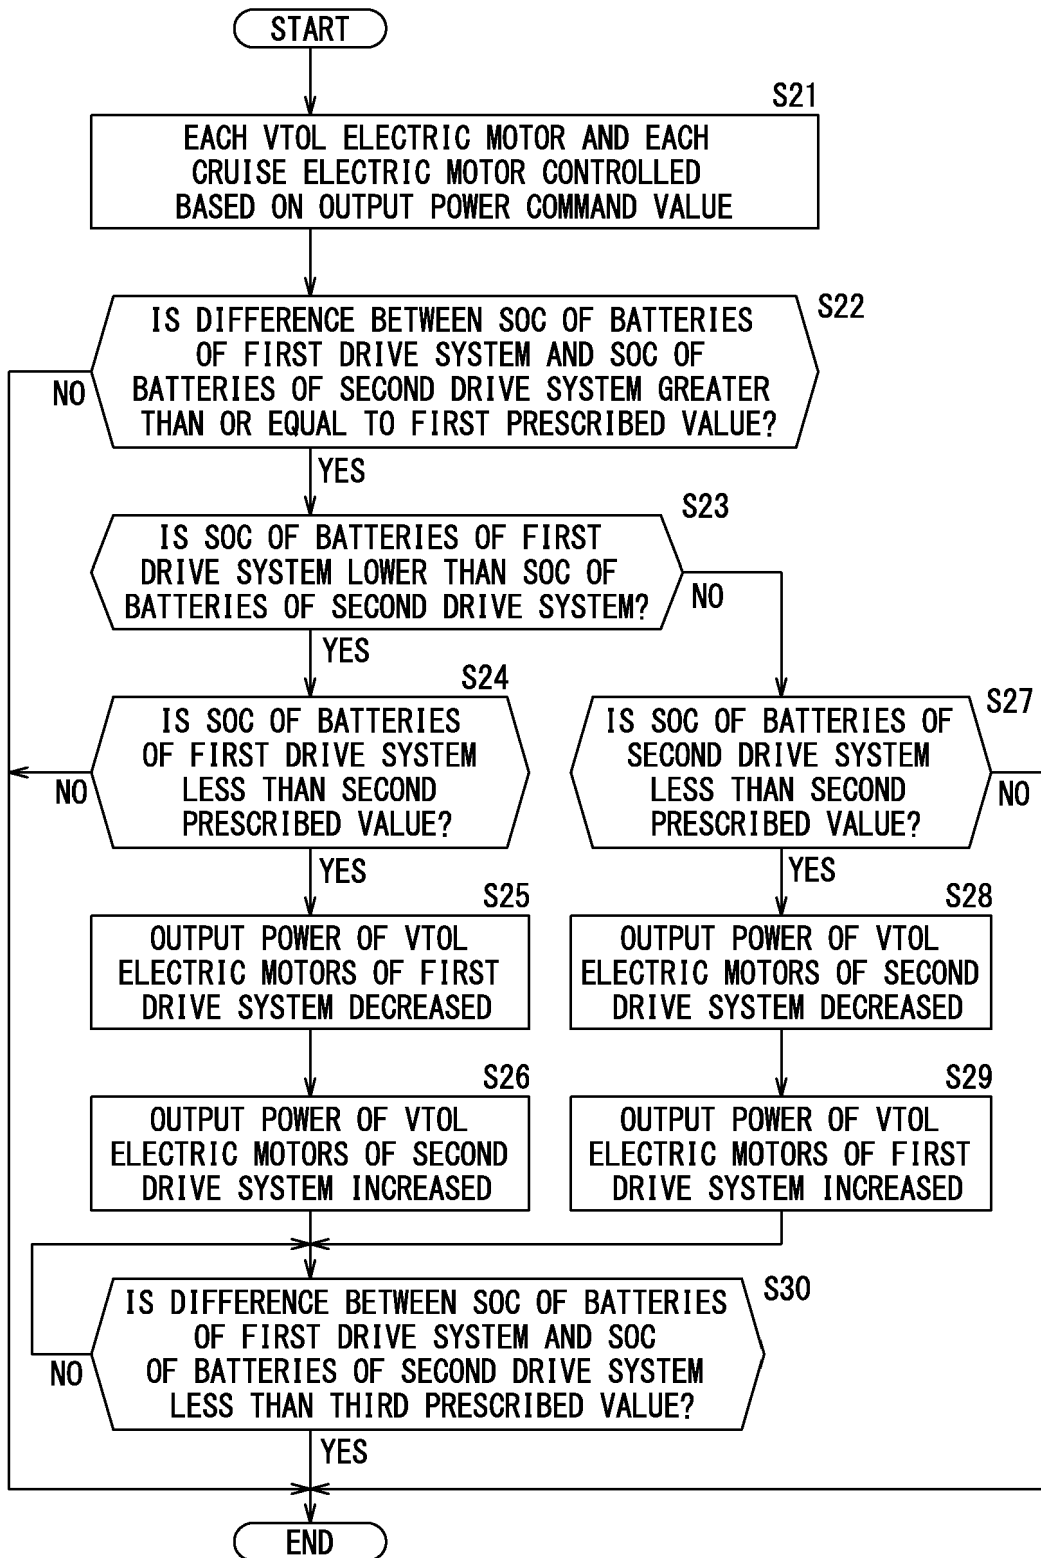 START
S21
EACH VTOL ELECTRIC MOTOR AND EACH
CRUISE ELECTRIC MOTOR CONTROLLED
BASED ON OUTPUT POWER COMMAND VALUE
S22
IS DIFFERENCE BETWEEN SOC OF BATTERIES
OF FIRST DRIVE SYSTEM AND SOC OF
BATTERIES OF SECOND DRIVE SYSTEM GREATER
THAN OR EQUAL TO FIRST PRESCRIBED VALUE?
NO
YES
S23
IS SOC OF BATTERIES OF FIRST
DRIVE SYSTEM LOWER THAN SOC OF
BATTERIES OF SECOND DRIVE SYSTEM?
NO
YES
S24
IS SOC OF BATTERIES
OF FIRST DRIVE SYSTEM
LESS THAN SECOND
PRESCRIBED VALUE?
NO
YES
S27
IS SOC OF BATTERIES OF
SECOND DRIVE SYSTEM
LESS THAN SECOND
PRESCRIBED VALUE?
NO
YES
S25
OUTPUT POWER OF VTOL
ELECTRIC MOTORS OF FIRST
DRIVE SYSTEM DECREASED
S28
OUTPUT POWER OF VTOL
ELECTRIC MOTORS OF SECOND
DRIVE SYSTEM DECREASED
S26
OUTPUT POWER OF VTOL
ELECTRIC MOTORS OF SECOND
DRIVE SYSTEM INCREASED
S29
OUTPUT POWER OF VTOL
ELECTRIC MOTORS OF FIRST
DRIVE SYSTEM INCREASED
S30
IS DIFFERENCE BETWEEN SOC OF BATTERIES
OF FIRST DRIVE SYSTEM AND SOC
OF BATTERIES OF SECOND DRIVE SYSTEM
LESS THAN THIRD PRESCRIBED VALUE?
NO
YES
END